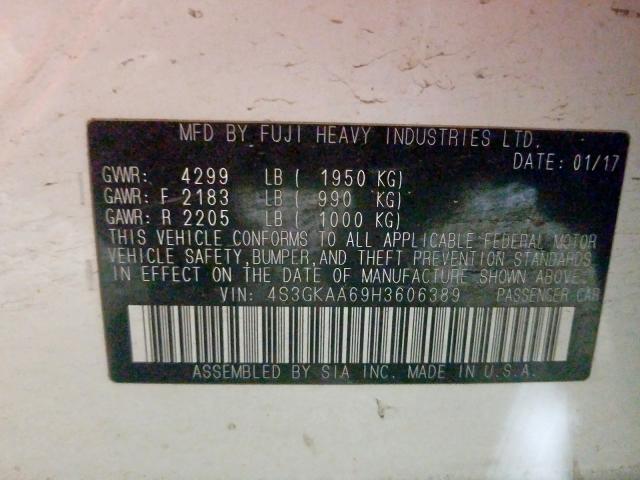 MFD BY FUJI HEAVY INDUSTRIES LTD.
DATE: 01/17
GVWR: 4299 LB ( 1950 KG)
GAWR: F 2183 LB ( 990 KG)
GAWR: R 2205 LB ( 1000 KG)
THIS VEHICLE CONFORMS TO ALL APPLICABLE FEDERAL MOTOR
VEHICLE SAFETY, BUMPER, AND THEFT PREVENTION STANDARDS
IN EFFECT ON THE DATE OF MANUFACTURE SHOWN ABOVE.
VIN: 4S3GKAA69H3606389 PASSENGER CAR
ASSEMBLED BY SIA INC. MADE IN U.S.A.